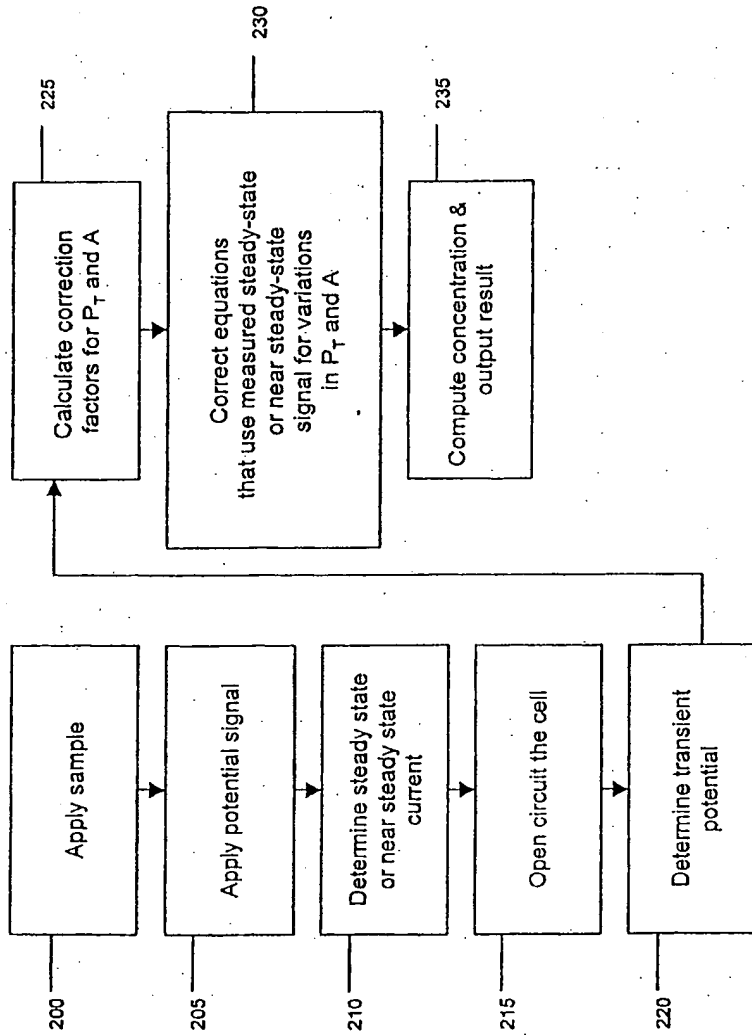 200
Apply sample
205
Apply potential signal
210
Determine steady state
or near steady state
current
215
Open circuit the cell
220
Determine transient
potential
225
Calculate correction
factors for P_T and A
230
Correct equations
that use measured steady-state
or near steady-state
signal for variations
in P_T and A
235
Compute concentration &
output result